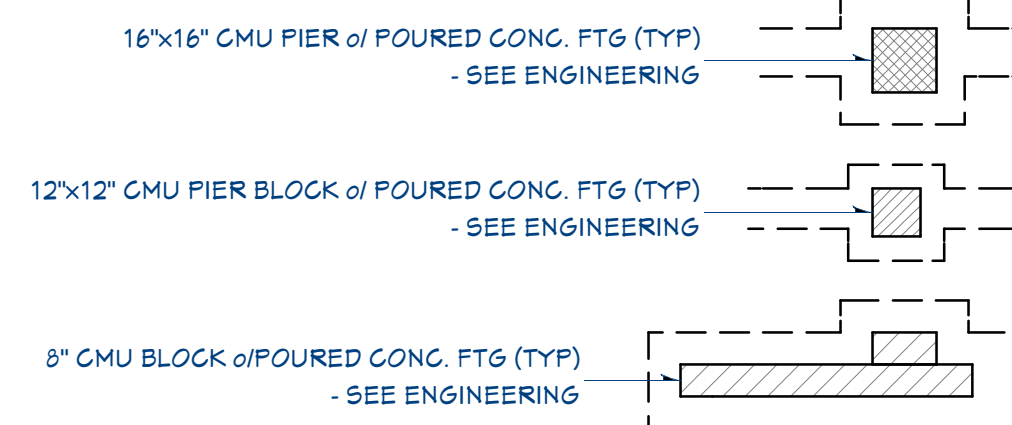 16"x16" CMU PIER o/ POURED CONC. FTG (TYP)
- SEE ENGINEERING
12"x12" CMU PIER BLOCK o/ POURED CONC. FTG (TYP)
- SEE ENGINEERING
8" CMU BLOCK o/POURED CONC. FTG (TYP)
- SEE ENGINEERING